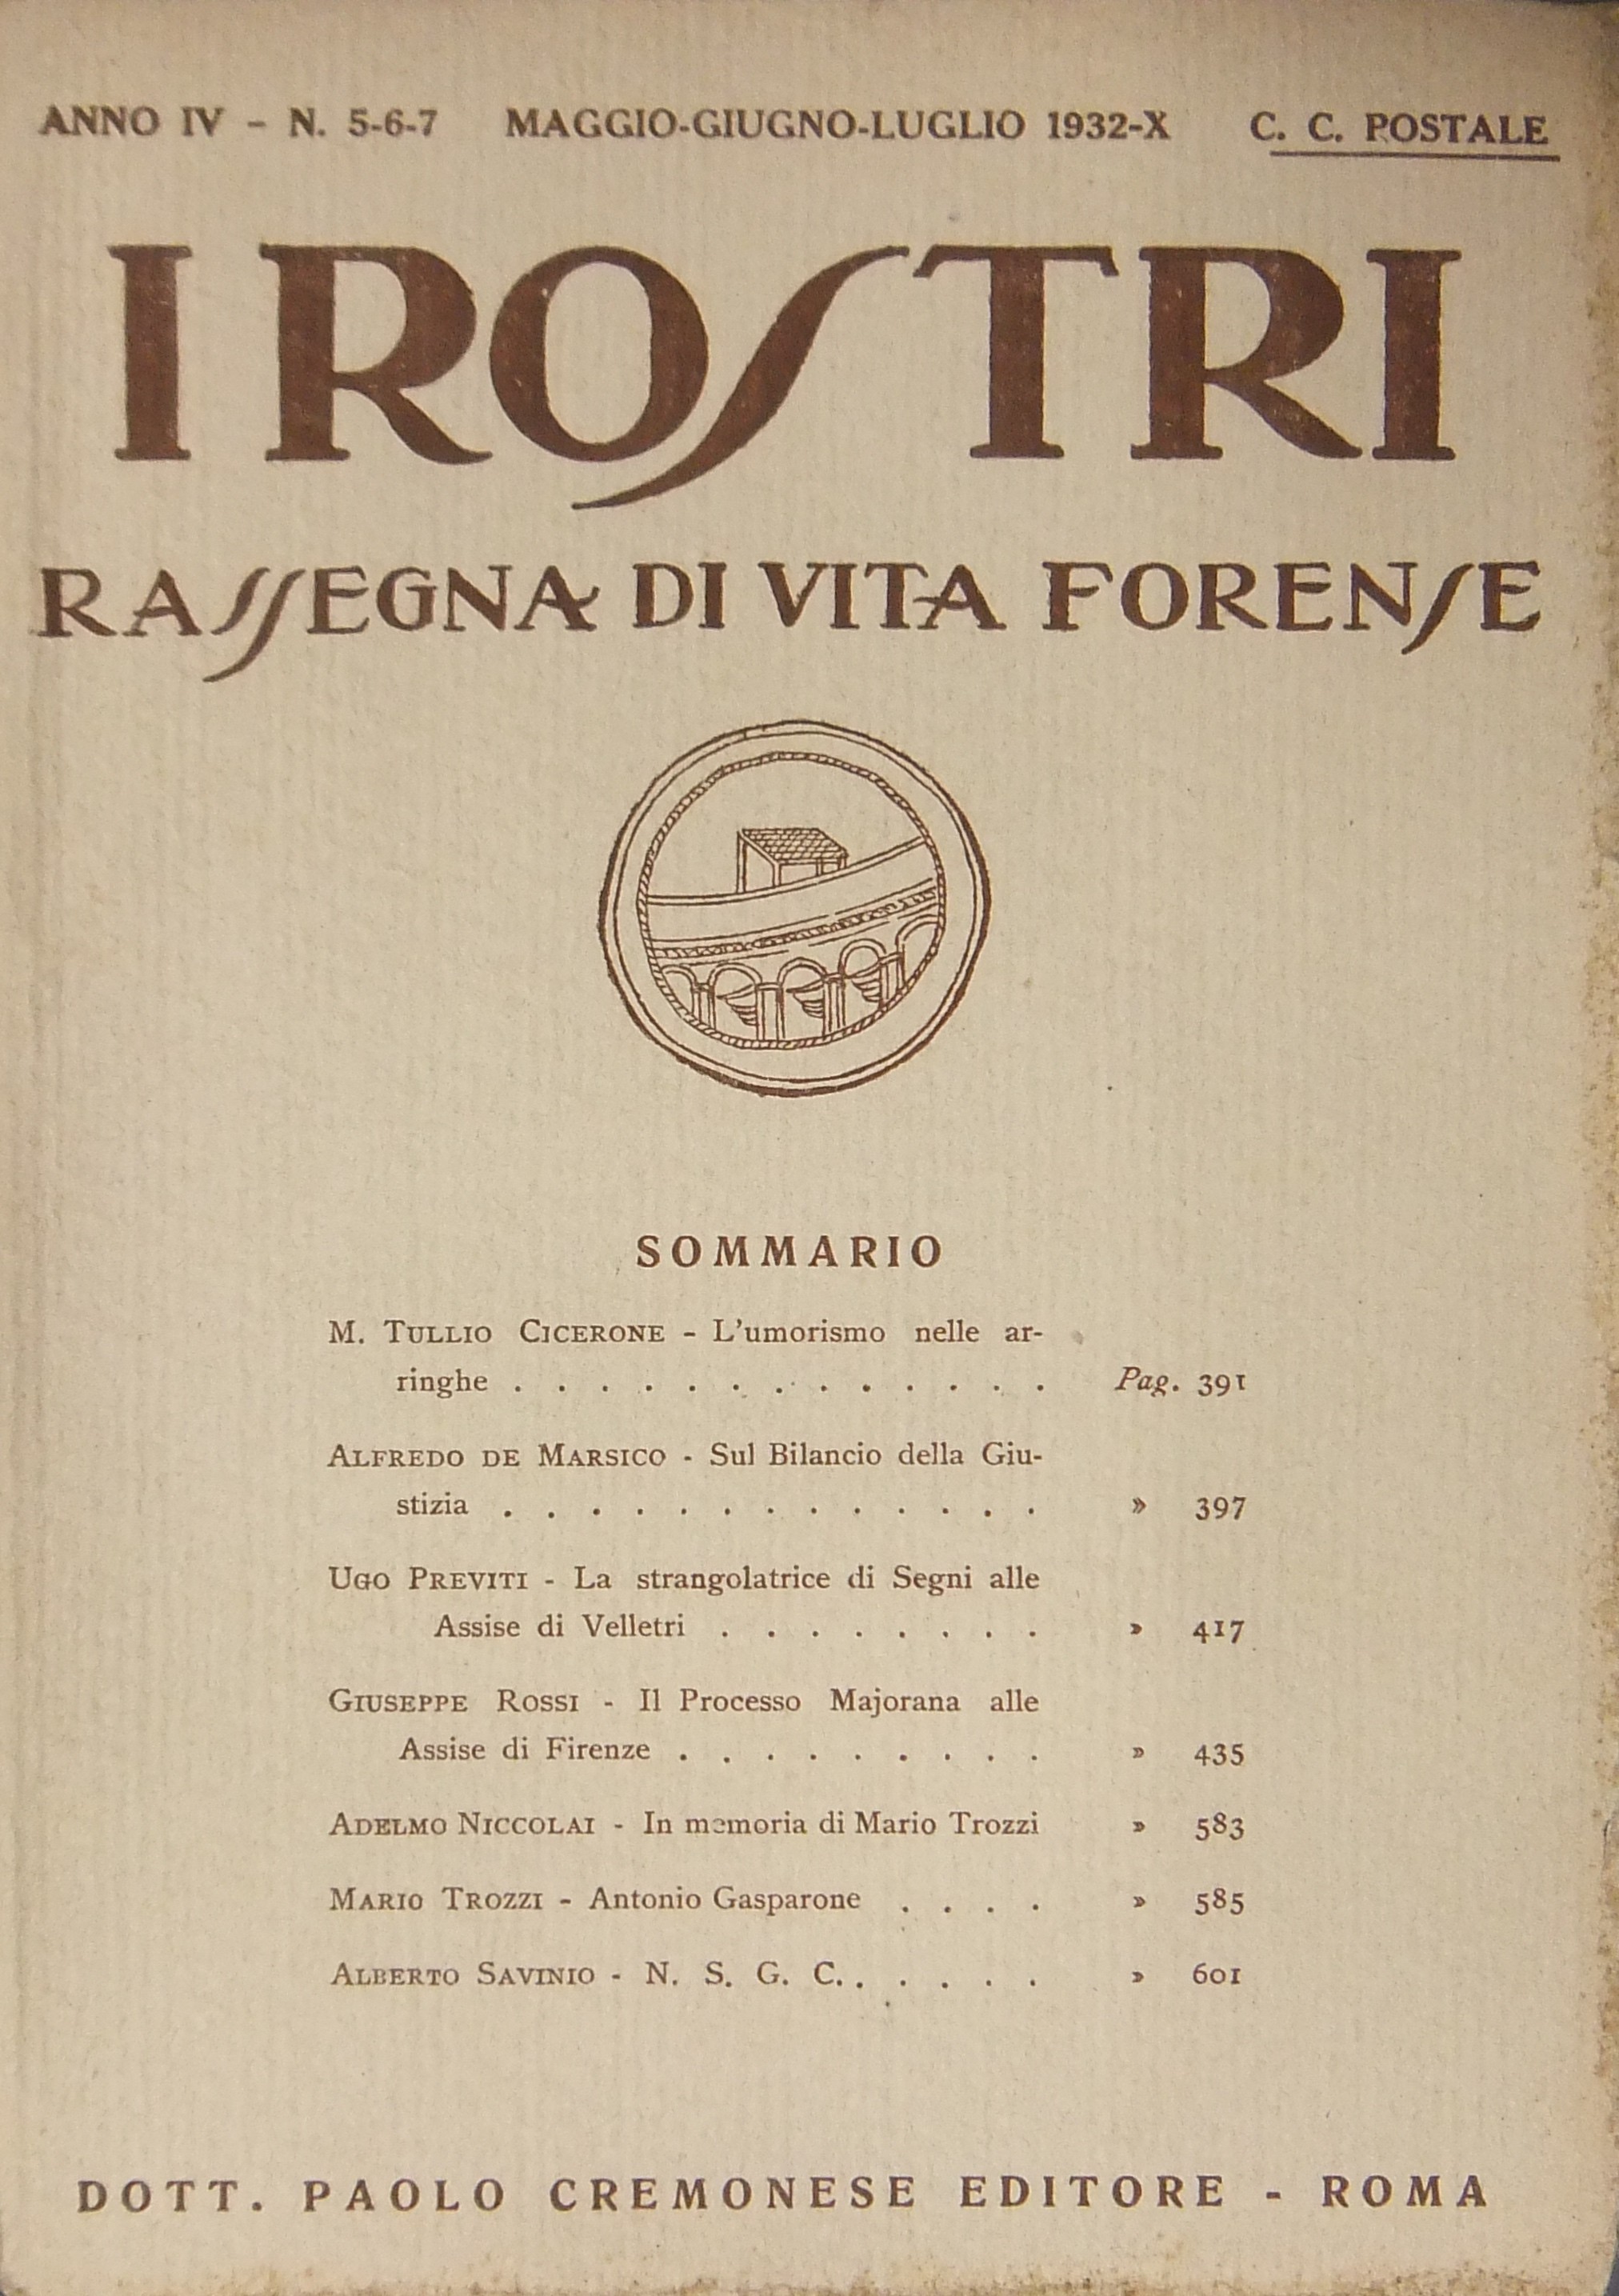 ANNO IV - N. 5-6-7 MAGGIO-GIUGNO-LUGLIO 1932-X C. C. POSTALE
I ROSTRI
RASSEGNA DI VITA FORENSE
SOMMARIO
M. TULLIO CICERONE - L'umorismo nelle ar-
ringhe . . . . . . . . . . . . . Pag. 391
ALFREDO DE MARSICO - Sul Bilancio della Giu-
stizia . . . . . . . . . . . . . » 397
UGO PREVITI - La strangolatrice di Segni alle
Assise di Velletri . . . . . . . . » 417
GIUSEPPE ROSSI - Il Processo Majorana alle
Assise di Firenze . . . . . . . . . » 435
ADELMO NICCOLAI - In memoria di Mario Trozzi » 583
MARIO TROZZI - Antonio Gasparone . . . . » 585
ALBERTO SAVINIO - N. S. G. C. . . . . . » 601
DOTT. PAOLO CREMONESE EDITORE - ROMA